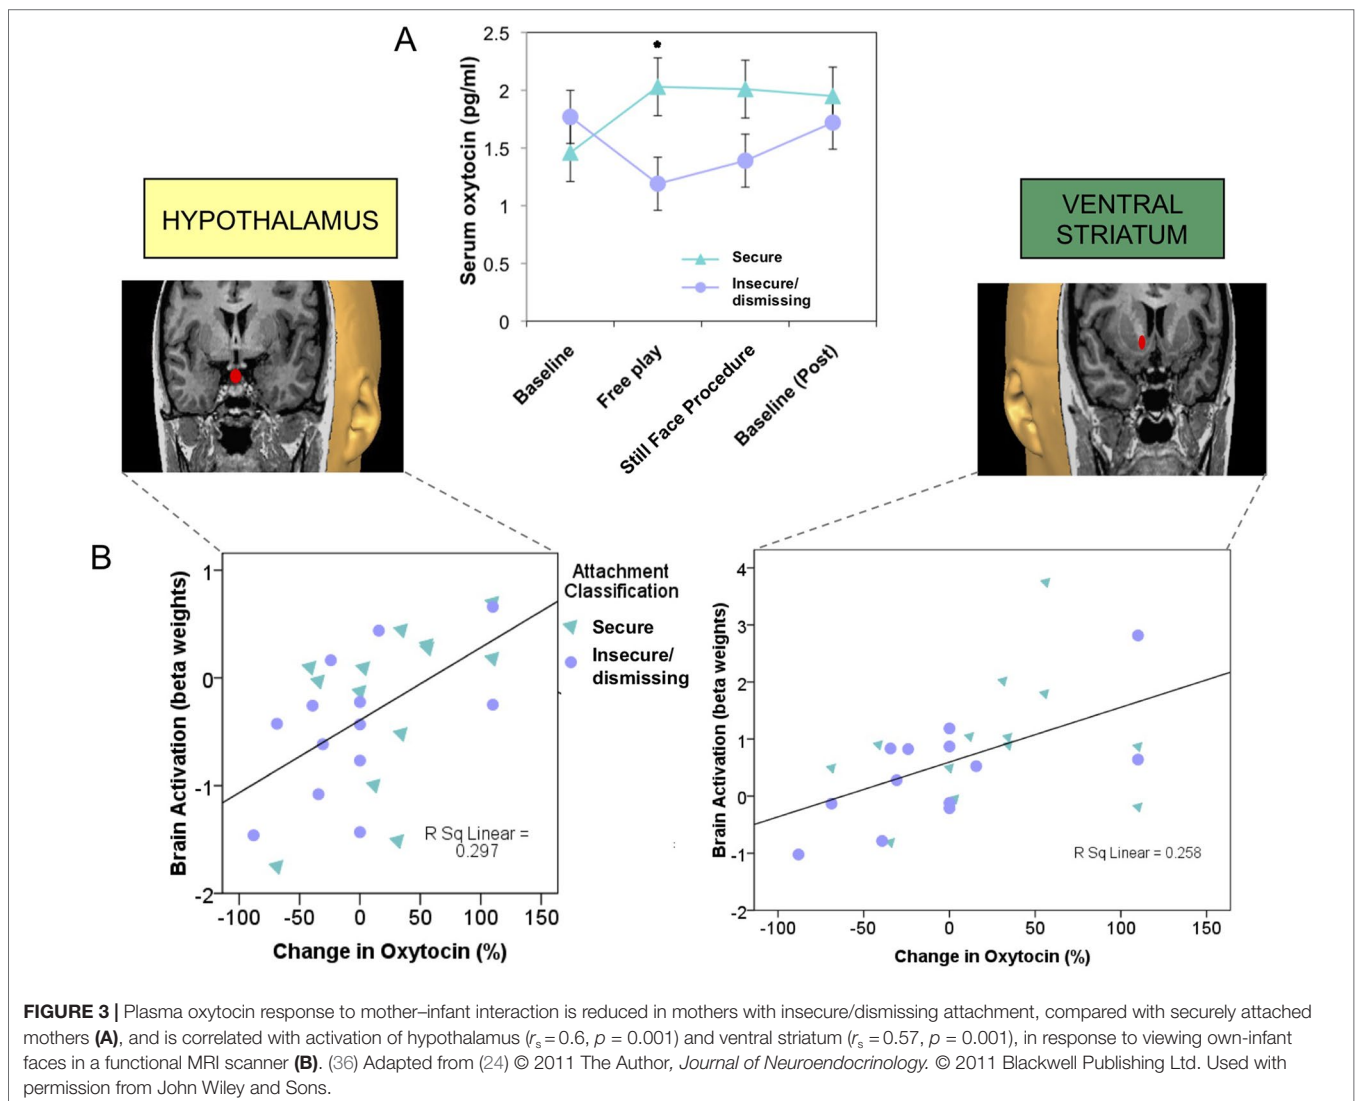 A
2.5
2
1.5
1
0.5
0
Serum oxytocin (pg/ml)
*
Secure
Insecure/
dismissing
Baseline
Free play
Still Face Procedure
Baseline (Post)
HYPOTHALAMUS
VENTRAL
STRIATUM
B
1
0
-1
-2
Brain Activation (beta weights)
R Sq Linear =
0.297
-100 -50 0 50 100 150
Change in Oxytocin (%)
Attachment
Classification
Secure
Insecure/
dismissing
4
3
2
1
0
-1
-2
Brain Activation (beta weights)
R Sq Linear = 0.258
-100 -50 0 50 100 150
Change in Oxytocin (%)
FIGURE 3 | Plasma oxytocin response to mother–infant interaction is reduced in mothers with insecure/dismissing attachment, compared with securely attached
mothers (A), and is correlated with activation of hypothalamus (rs = 0.6, p = 0.001) and ventral striatum (rs = 0.57, p = 0.001), in response to viewing own-infant
faces in a functional MRI scanner (B). (36) Adapted from (24) © 2011 The Author, Journal of Neuroendocrinology. © 2011 Blackwell Publishing Ltd. Used with
permission from John Wiley and Sons.